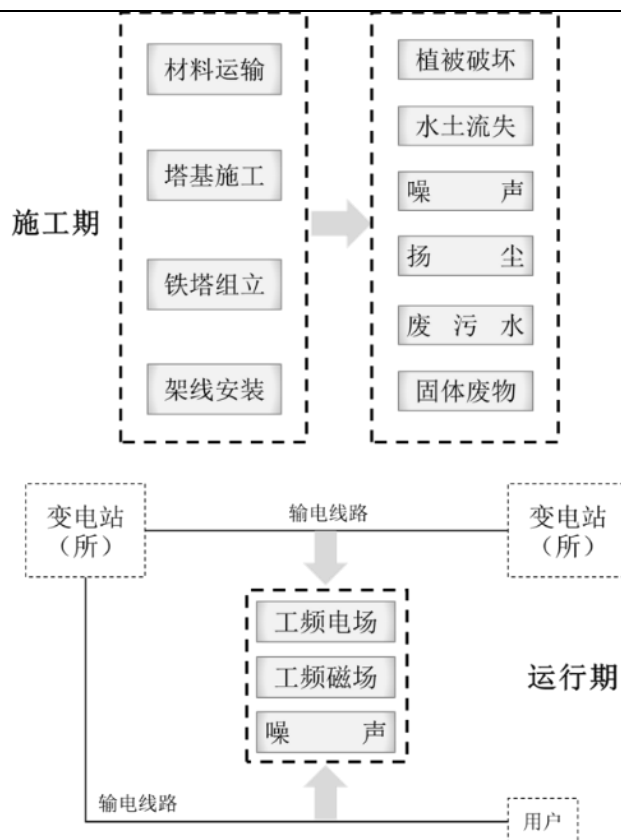 施工期
材料运输
塔基施工
铁塔组立
架线安装
植被破坏
水土流失
噪 声
扬 尘
废 污 水
固体废物
变电站
（所）
输电线路
变电站
（所）
工频电场
工频磁场
噪 声
运行期
输电线路
用户